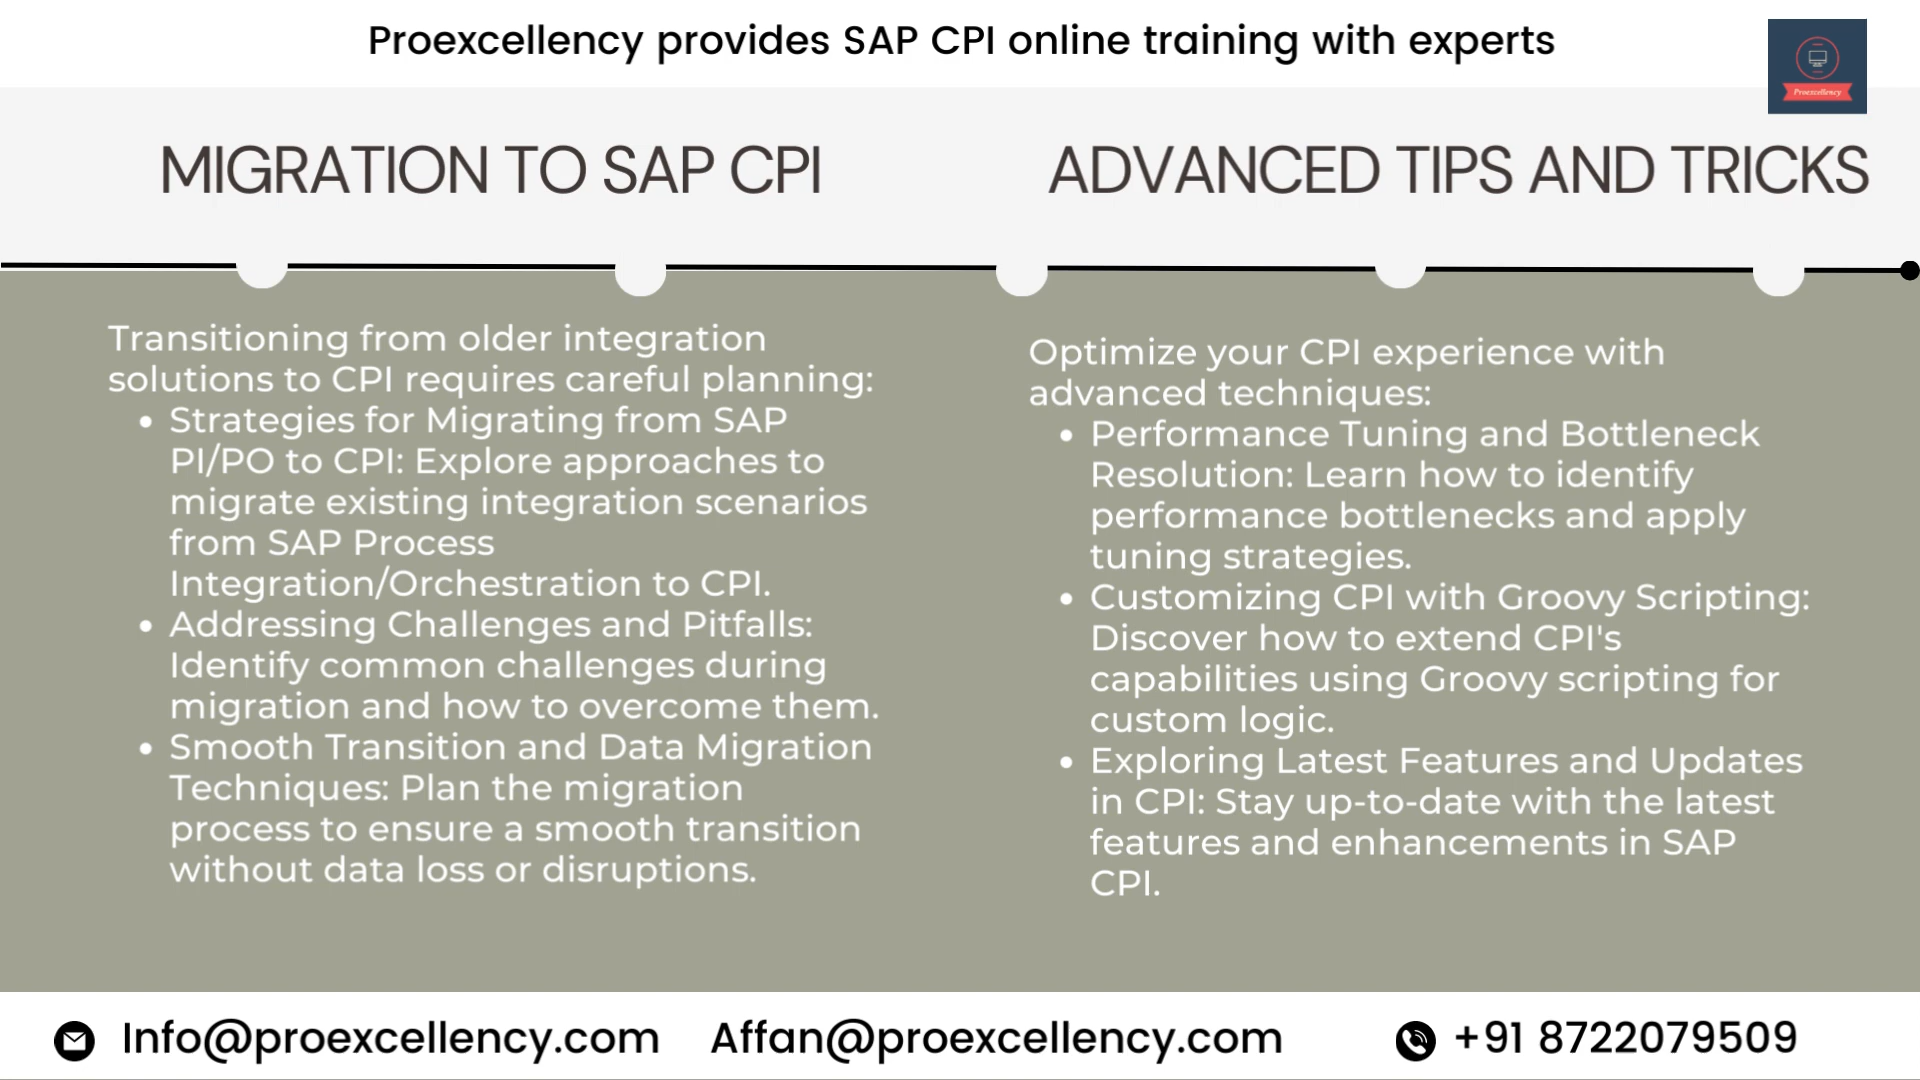 Proexcellency provides SAP CPI online training with experts
Proexcellency
MIGRATION TO SAP CPI
Transitioning from older integration
solutions to CPI requires careful planning:
• Strategies for Migrating from SAP
PI/PO to CPI: Explore approaches to
migrate existing integration scenarios
from SAP Process
Integration/Orchestration to CPI.
• Addressing Challenges and Pitfalls:
Identify common challenges during
migration and how to overcome them.
• Smooth Transition and Data Migration
Techniques: Plan the migration
process to ensure a smooth transition
without data loss or disruptions.
ADVANCED TIPS AND TRICKS
Optimize your CPI experience with
advanced techniques:
• Performance Tuning and Bottleneck
Resolution: Learn how to identify
performance bottlenecks and apply
tuning strategies.
• Customizing CPI with Groovy Scripting:
Discover how to extend CPI's
capabilities using Groovy scripting for
custom logic.
• Exploring Latest Features and Updates
in CPI: Stay up-to-date with the latest
features and enhancements in SAP
CPI.
Info@proexcellency.com Affan@proexcellency.com +91 8722079509